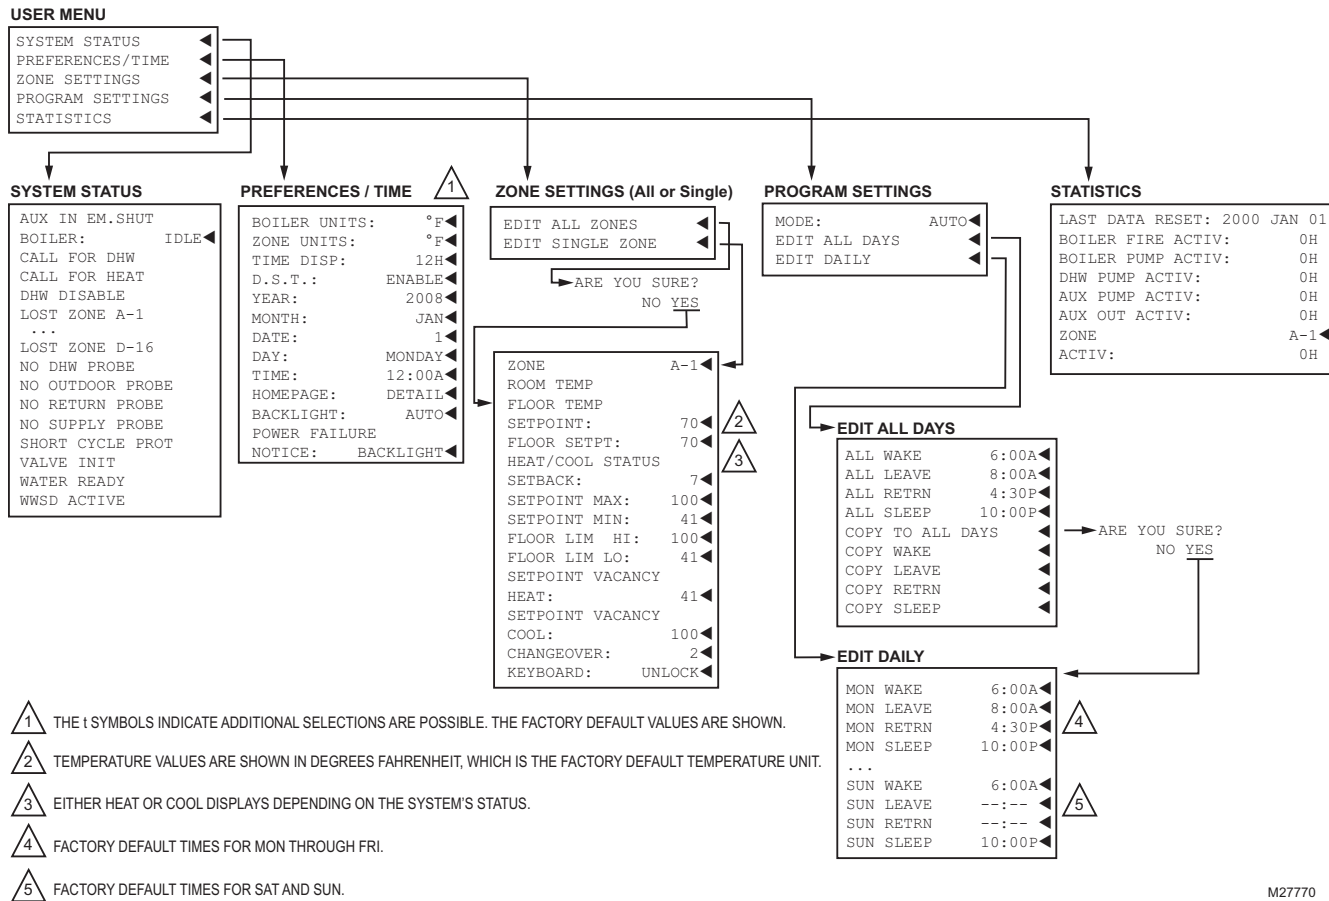 USER MENU
SYSTEM STATUS
PREFERENCES/TIME
ZONE SETTINGS
PROGRAM SETTINGS
STATISTICS
SYSTEM STATUS
AUX IN EM.SHUT
BOILER: IDLE
CALL FOR DHW
CALL FOR HEAT
DHW DISABLE
LOST ZONE A-1
...
LOST ZONE D-16
NO DHW PROBE
NO OUTDOOR PROBE
NO RETURN PROBE
NO SUPPLY PROBE
SHORT CYCLE PROT
VALVE INIT
WATER READY
WWSD ACTIVE
PREFERENCES / TIME
1
BOILER UNITS: °F
ZONE UNITS: °F
TIME DISP: 12H
D.S.T.: ENABLE
YEAR: 2008
MONTH: JAN
DATE: 1
DAY: MONDAY
TIME: 12:00A
HOMEPAGE: DETAIL
BACKLIGHT: AUTO
POWER FAILURE
NOTICE: BACKLIGHT
ZONE SETTINGS (All or Single)
EDIT ALL ZONES
EDIT SINGLE ZONE
ARE YOU SURE?
NO YES
ZONE A-1
ROOM TEMP
FLOOR TEMP
SETPOINT: 70
2
FLOOR SETPT: 70
HEAT/COOL STATUS
3
SETBACK: 7
SETPOINT MAX: 100
SETPOINT MIN: 41
FLOOR LIM HI: 100
FLOOR LIM LO: 41
SETPOINT VACANCY
HEAT: 41
SETPOINT VACANCY
COOL: 100
CHANGEOVER: 2
KEYBOARD: UNLOCK
PROGRAM SETTINGS
MODE: AUTO
EDIT ALL DAYS
EDIT DAILY
EDIT ALL DAYS
ALL WAKE 6:00A
ALL LEAVE 8:00A
ALL RETRN 4:30P
ALL SLEEP 10:00P
COPY TO ALL DAYS
COPY WAKE
COPY LEAVE
COPY RETRN
COPY SLEEP
ARE YOU SURE?
NO YES
EDIT DAILY
MON WAKE 6:00A
MON LEAVE 8:00A
MON RETRN 4:30P
4
MON SLEEP 10:00P
...
SUN WAKE 6:00A
SUN LEAVE --:--
5
SUN RETRN --:--
SUN SLEEP 10:00P
STATISTICS
LAST DATA RESET: 2000 JAN 01
BOILER FIRE ACTIV: 0H
BOILER PUMP ACTIV: 0H
DHW PUMP ACTIV: 0H
AUX PUMP ACTIV: 0H
AUX OUT ACTIV: 0H
ZONE A-1
ACTIV: 0H
1 THE t SYMBOLS INDICATE ADDITIONAL SELECTIONS ARE POSSIBLE. THE FACTORY DEFAULT VALUES ARE SHOWN.
2 TEMPERATURE VALUES ARE SHOWN IN DEGREES FAHRENHEIT, WHICH IS THE FACTORY DEFAULT TEMPERATURE UNIT.
3 EITHER HEAT OR COOL DISPLAYS DEPENDING ON THE SYSTEM'S STATUS.
4 FACTORY DEFAULT TIMES FOR MON THROUGH FRI.
5 FACTORY DEFAULT TIMES FOR SAT AND SUN.
M27770